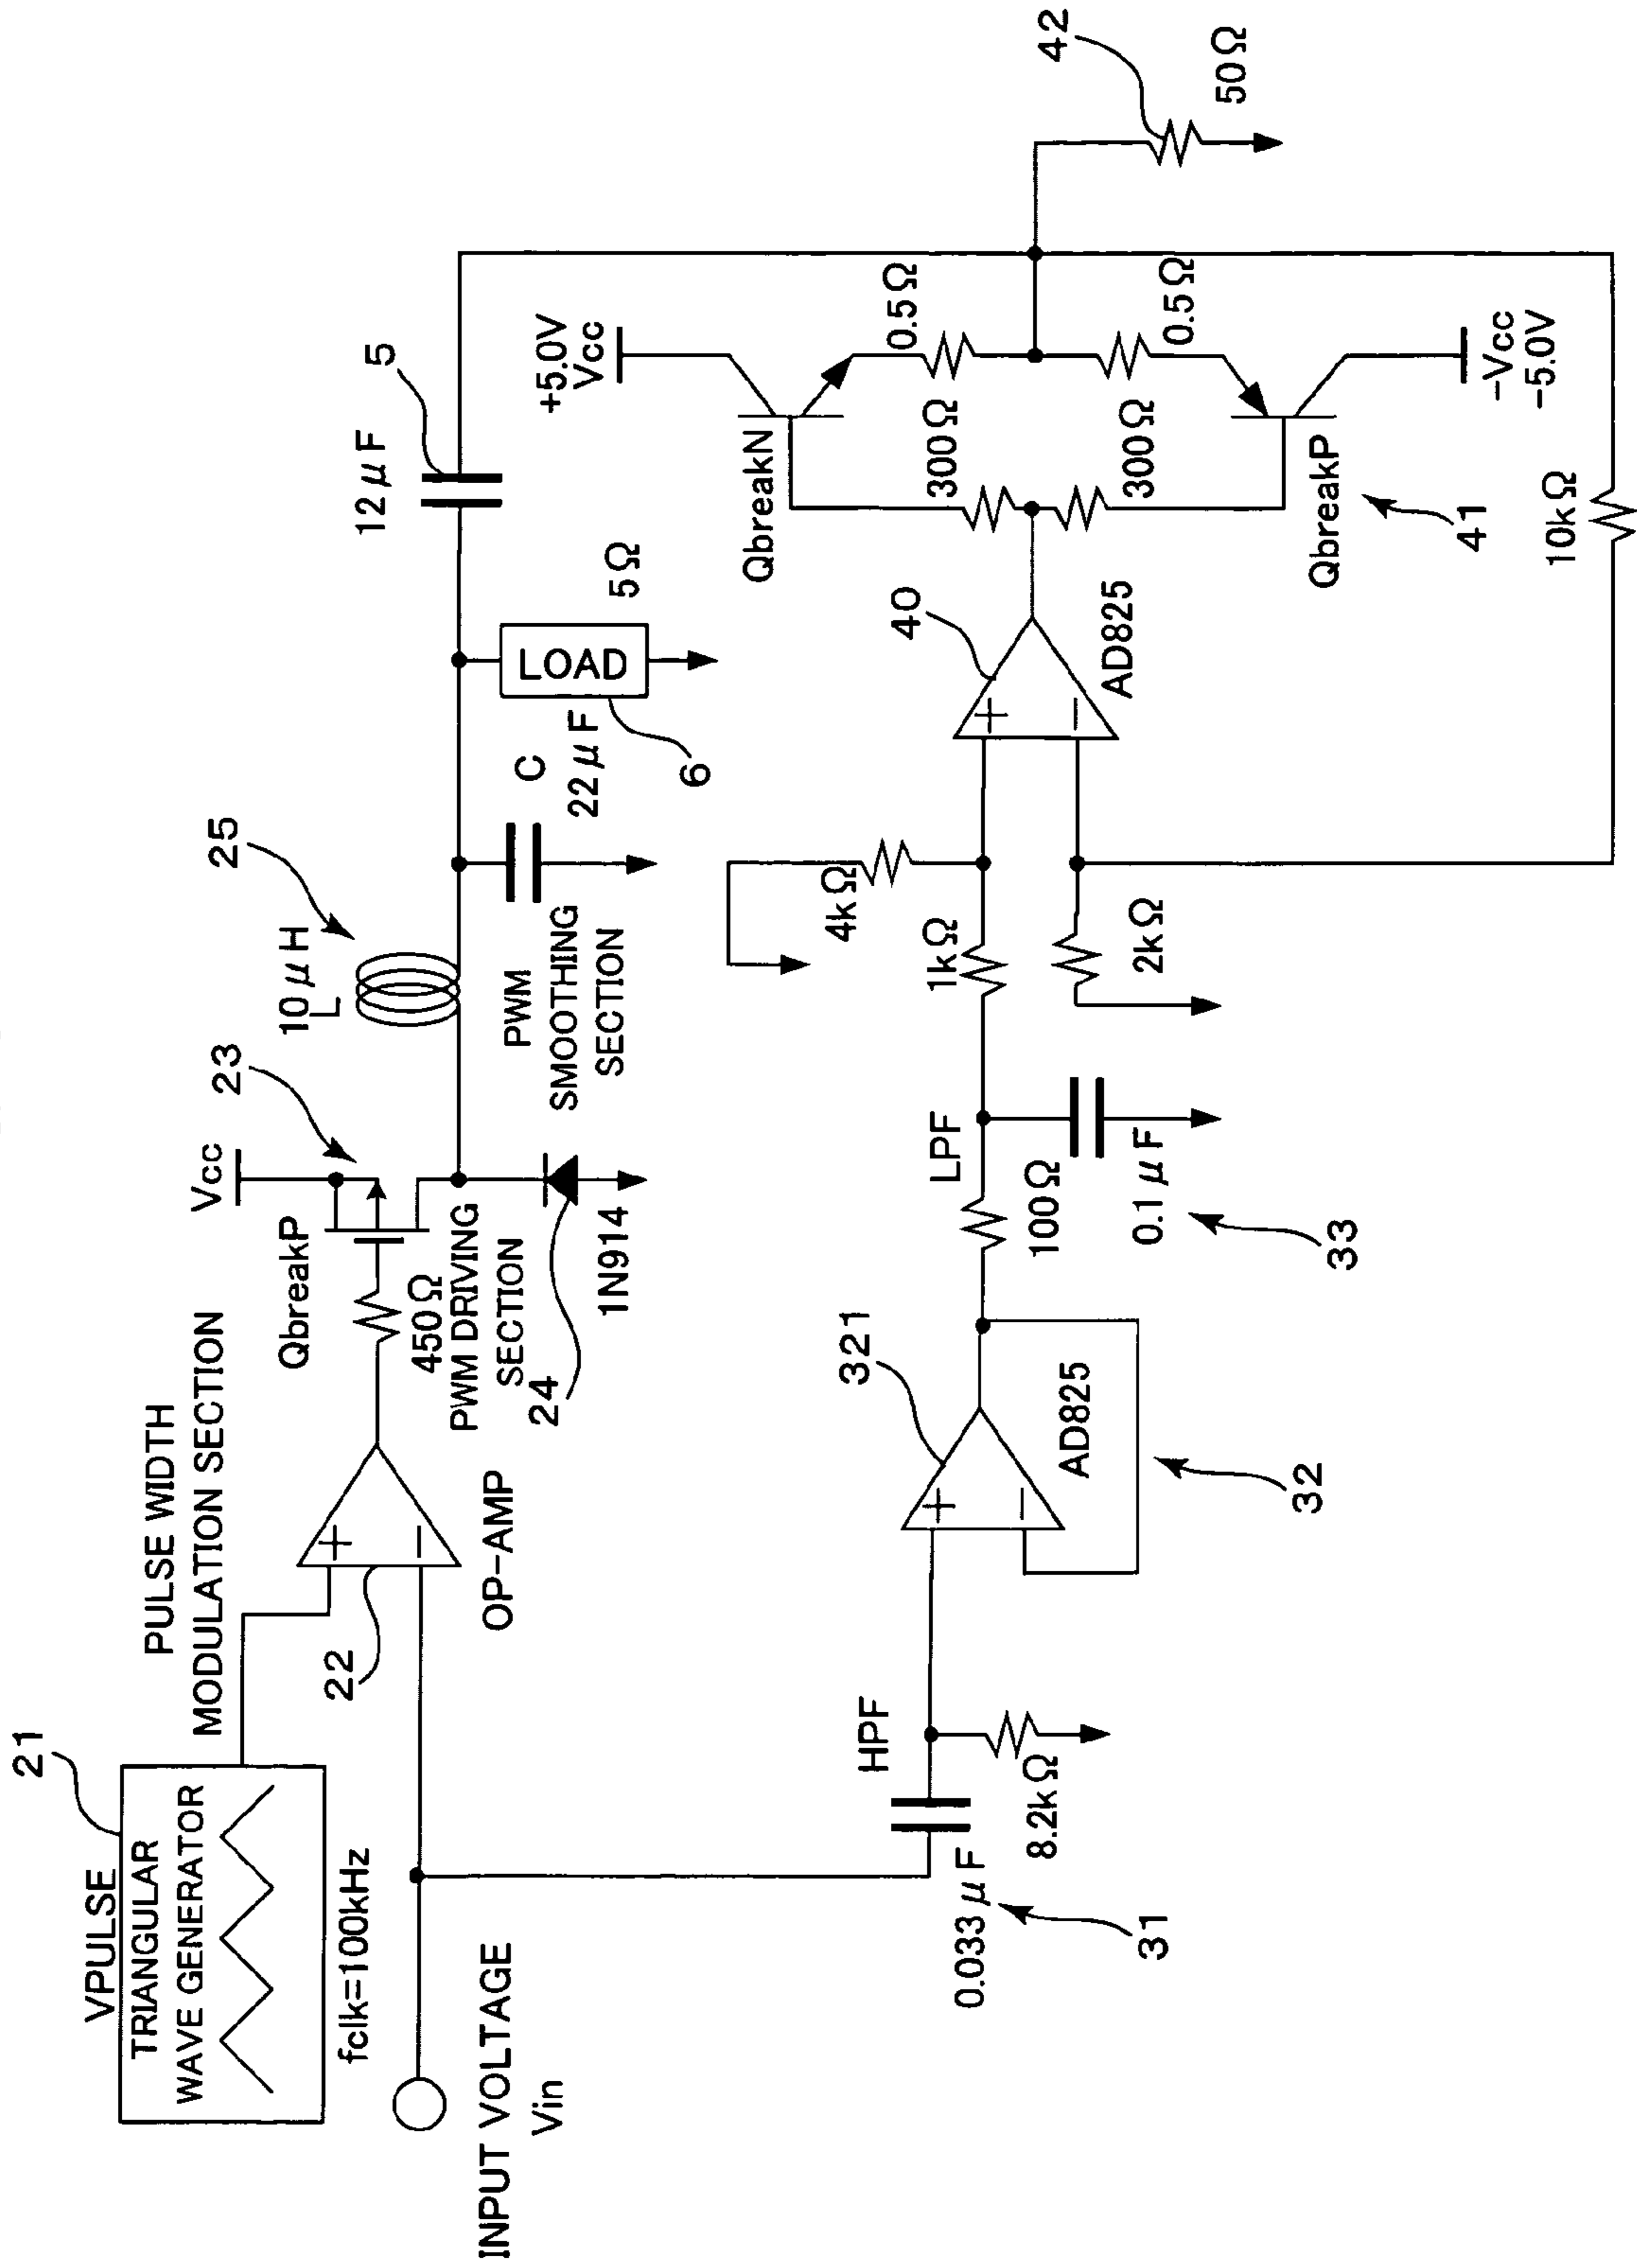 21
VPULSE
TRIANGULAR
WAVE GENERATOR
fclk=100kHz
INPUT VOLTAGE
Vin
PULSE WIDTH
MODULATION SECTION
22
OP-AMP
Vcc
23
QbreakP
450Ω
PWM DRIVING
SECTION
24
1N914
25
10μH
L
PWM
SMOOTHING
SECTION
C
22μF
LOAD
5Ω
6
12μF
5
42
50Ω
HPF
0.033μF
31
8.2kΩ
321
AD825
32
LPF
100Ω
0.1μF
33
1kΩ
4kΩ
2kΩ
40
AD825
+5.0V
Vcc
QbreakN
300Ω
0.5Ω
300Ω
0.5Ω
QbreakP
41
-Vcc
-5.0V
10kΩ